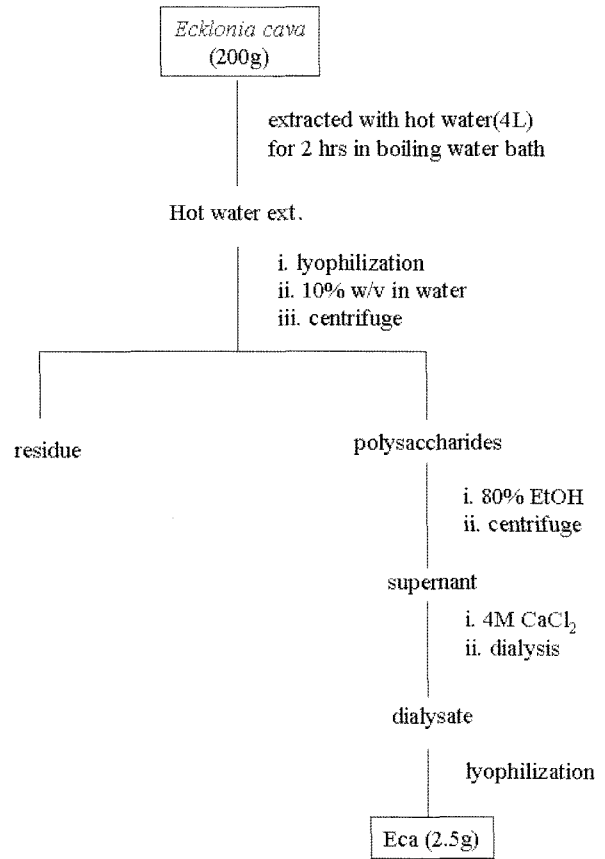 Ecklonia cava
(200g)
extracted with hot water(4L)
for 2 hrs in boiling water bath
Hot water ext.
i. lyophilization
ii. 10% w/v in water
iii. centrifuge
residue
polysaccharides
i. 80% EtOH
ii. centrifuge
supernant
i. 4M CaCl₂
ii. dialysis
dialysate
lyophilization
Eca (2.5g)